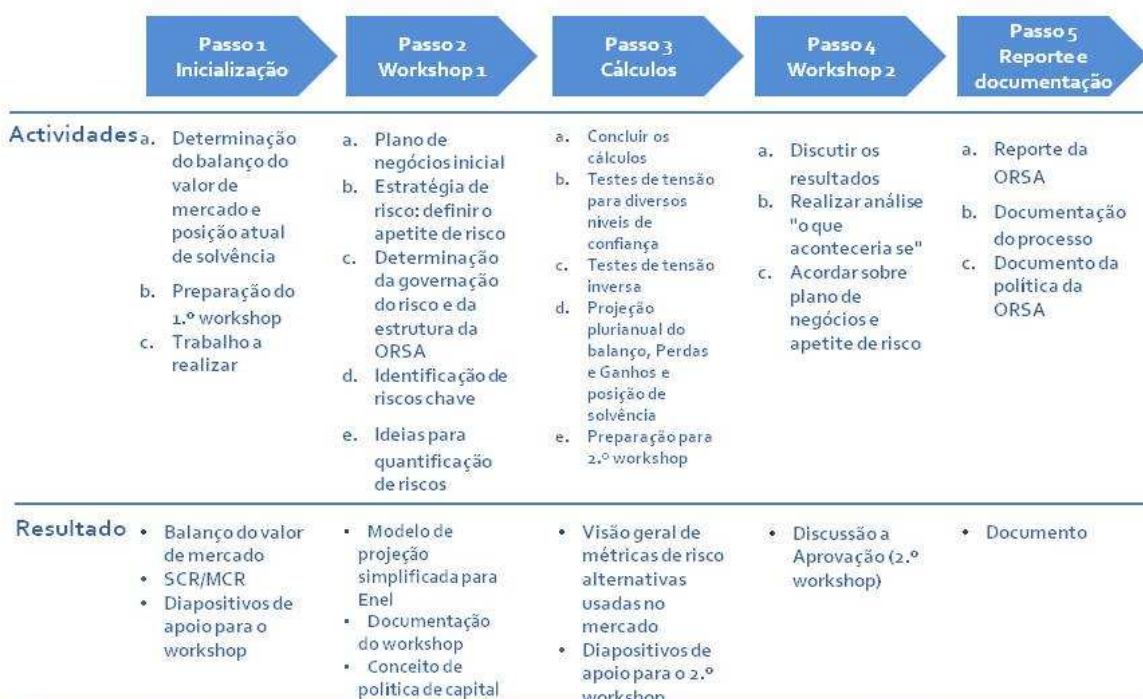 Passo 1
Inicialização
Passo 2
Workshop 1
Passo 3
Cálculos
Passo 4
Workshop 2
Passo 5
Reporte e
documentação
Actividades
a. Determinação
do balanço do
valor de
mercado e
posição atual
de solvência
b. Preparação do
1.º workshop
c. Trabalho a
realizar
a. Plano de
negócios inicial
b. Estratégia de
risco: definir o
apetite de risco
c. Determinação
da governação
do risco e da
estrutura da
ORSA
d. Identificação de
riscos chave
e. Ideias para
quantificação
de riscos
a. Concluir os
cálculos
b. Testes de tensão
para diversos
níveis de
confiança
c. Testes de tensão
inversa
d. Projeção
plurianual do
balanço, Perdas
e Ganhos e
posição de
solvência
e. Preparação para
2.º workshop
a. Discutir os
resultados
b. Realizar análise
"o que
aconteceria se"
c. Acordar sobre
plano de
negócios e
apetite de risco
a. Reporte da
ORSA
b. Documentação
do processo
c. Documento da
política da
ORSA
Resultado
• Balanço do valor
de mercado
• SCR/MCR
• Diapositivos de
apoio para o
workshop
• Modelo de
projeção
simplificada para
Enel
• Documentação
do workshop
• Conceito de
política de capital
• Visão geral de
métricas de risco
alternativas
usadas no
mercado
• Diapositivos de
apoio para o 2.º
workshop
• Discussão a
Aprovação (2.º
workshop)
• Documento